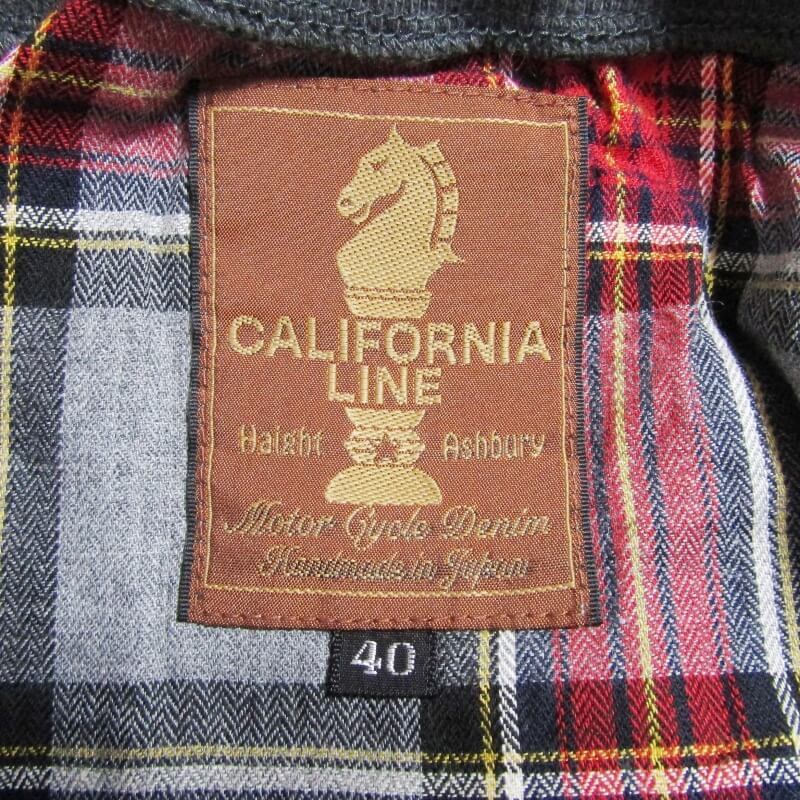 CALIFORNIA
LINE
Haight Ashbury
Motor Cycle Denim
Handmade in Japan
40